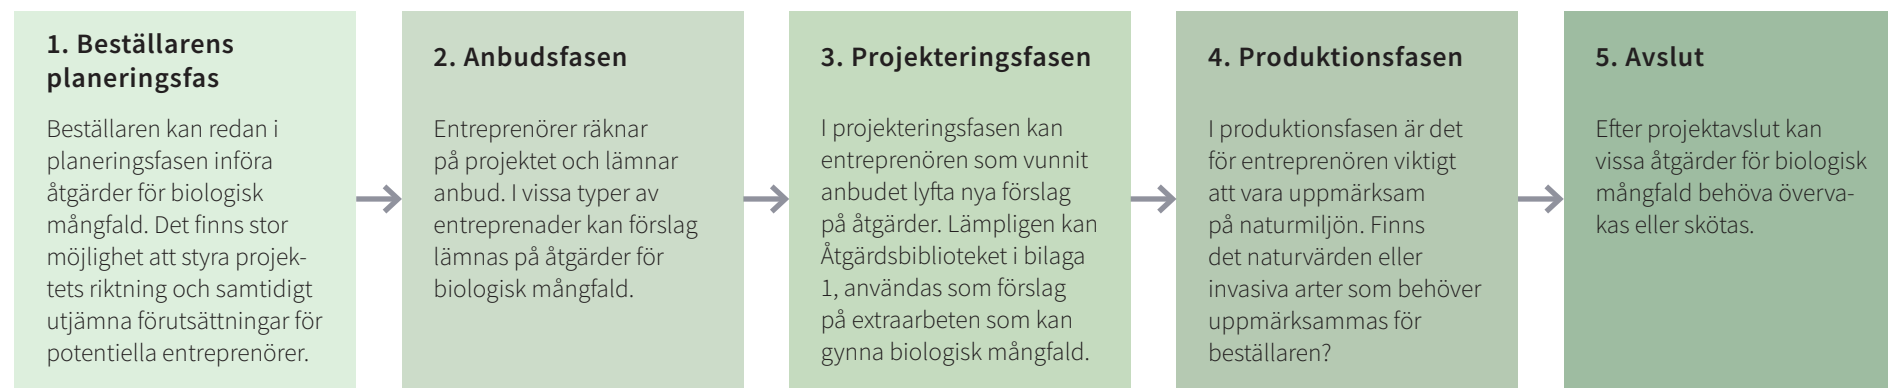 1. Beställarens
planeringsfas
Beställaren kan redan i
planeringsfasen införa
åtgärder för biologisk
mångfald. Det finns stor
möjlighet att styra projek-
tets riktning och samtidigt
utjämna förutsättningar för
potentiella entreprenörer.
2. Anbudsfasen
Entreprenörer räknar
på projektet och lämnar
anbud. I vissa typer av
entreprenader kan förslag
lämnas på åtgärder för
biologisk mångfald.
3. Projekteringsfasen
I projekteringsfasen kan
entreprenören som vunnit
anbudet lyfta nya förslag
på åtgärder. Lämpligen kan
Åtgärdsbiblioteket i bilaga
1, användas som förslag
på extraarbeten som kan
gynna biologisk mångfald.
4. Produktionsfasen
I produktionsfasen är det
för entreprenören viktigt
att vara uppmärksam
på naturmiljön. Finns
det naturvärden eller
invasiva arter som behöver
uppmärksammas för
beställaren?
5. Avslut
Efter projektavslut kan
vissa åtgärder för biologisk
mångfald behöva överva-
kas eller skötas.